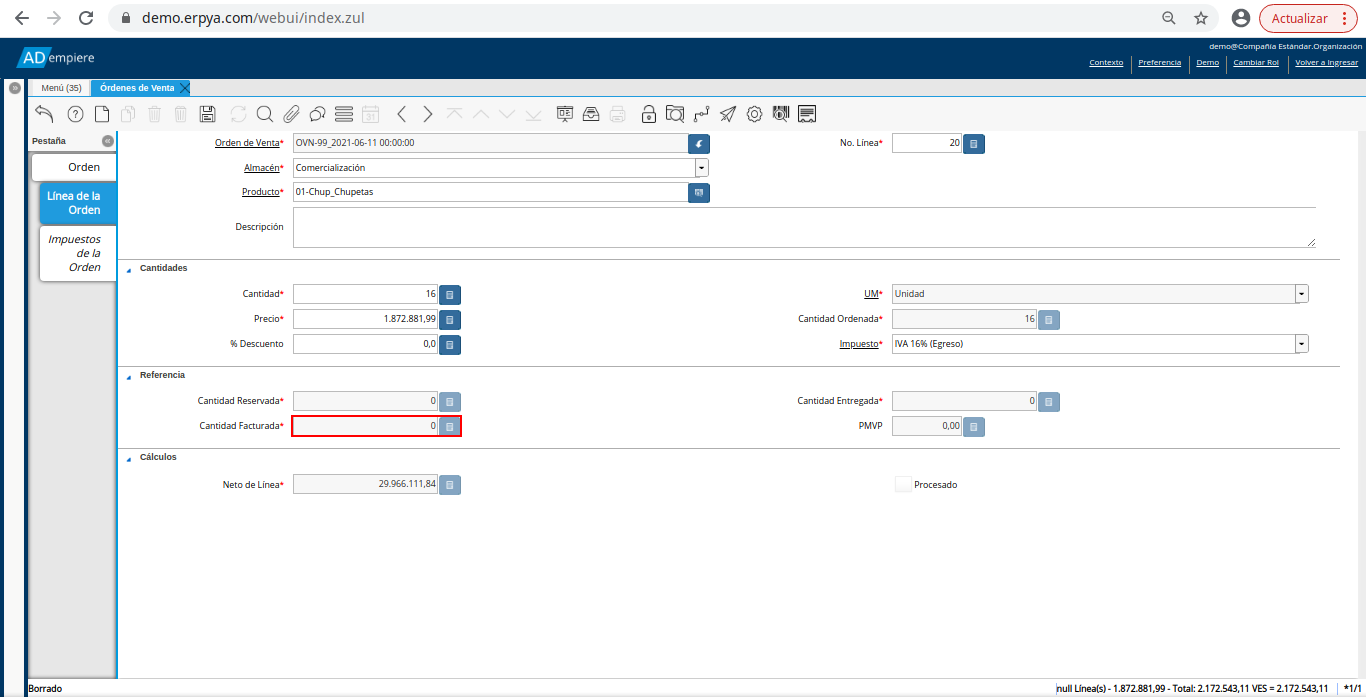 demo.erpya.com/webui/index.zul
Actualizar
demo@Compañia Estándar.Organización
ADempiere
Contexto Preferencia Demo Cambiar Rol Volver a Ingresar
Menú (35) Órdenes de Venta
31
Pestaña
Orden
Línea de la Orden
Impuestos de la Orden
Orden de Venta* OVN-99_2021-06-11 00:00:00 No. Línea* 20
Almacén* Comercialización
Producto* 01-Chup_Chupetas
Descripción
Cantidades
Cantidad* 16 UM* Unidad
Precio* 1.872.881,99 Cantidad Ordenada* 16
% Descuento 0,0 Impuesto* IVA 16% (Egreso)
Referencia
Cantidad Reservada* 0 Cantidad Entregada* 0
Cantidad Facturada* 0 PMVP 0,00
Cálculos
Neto de Línea* 29.966.111,84 Procesado
Borrado null Línea(s) - 1.872.881,99 - Total: 2.172.543,11 VES = 2.172.543,11 *1/1